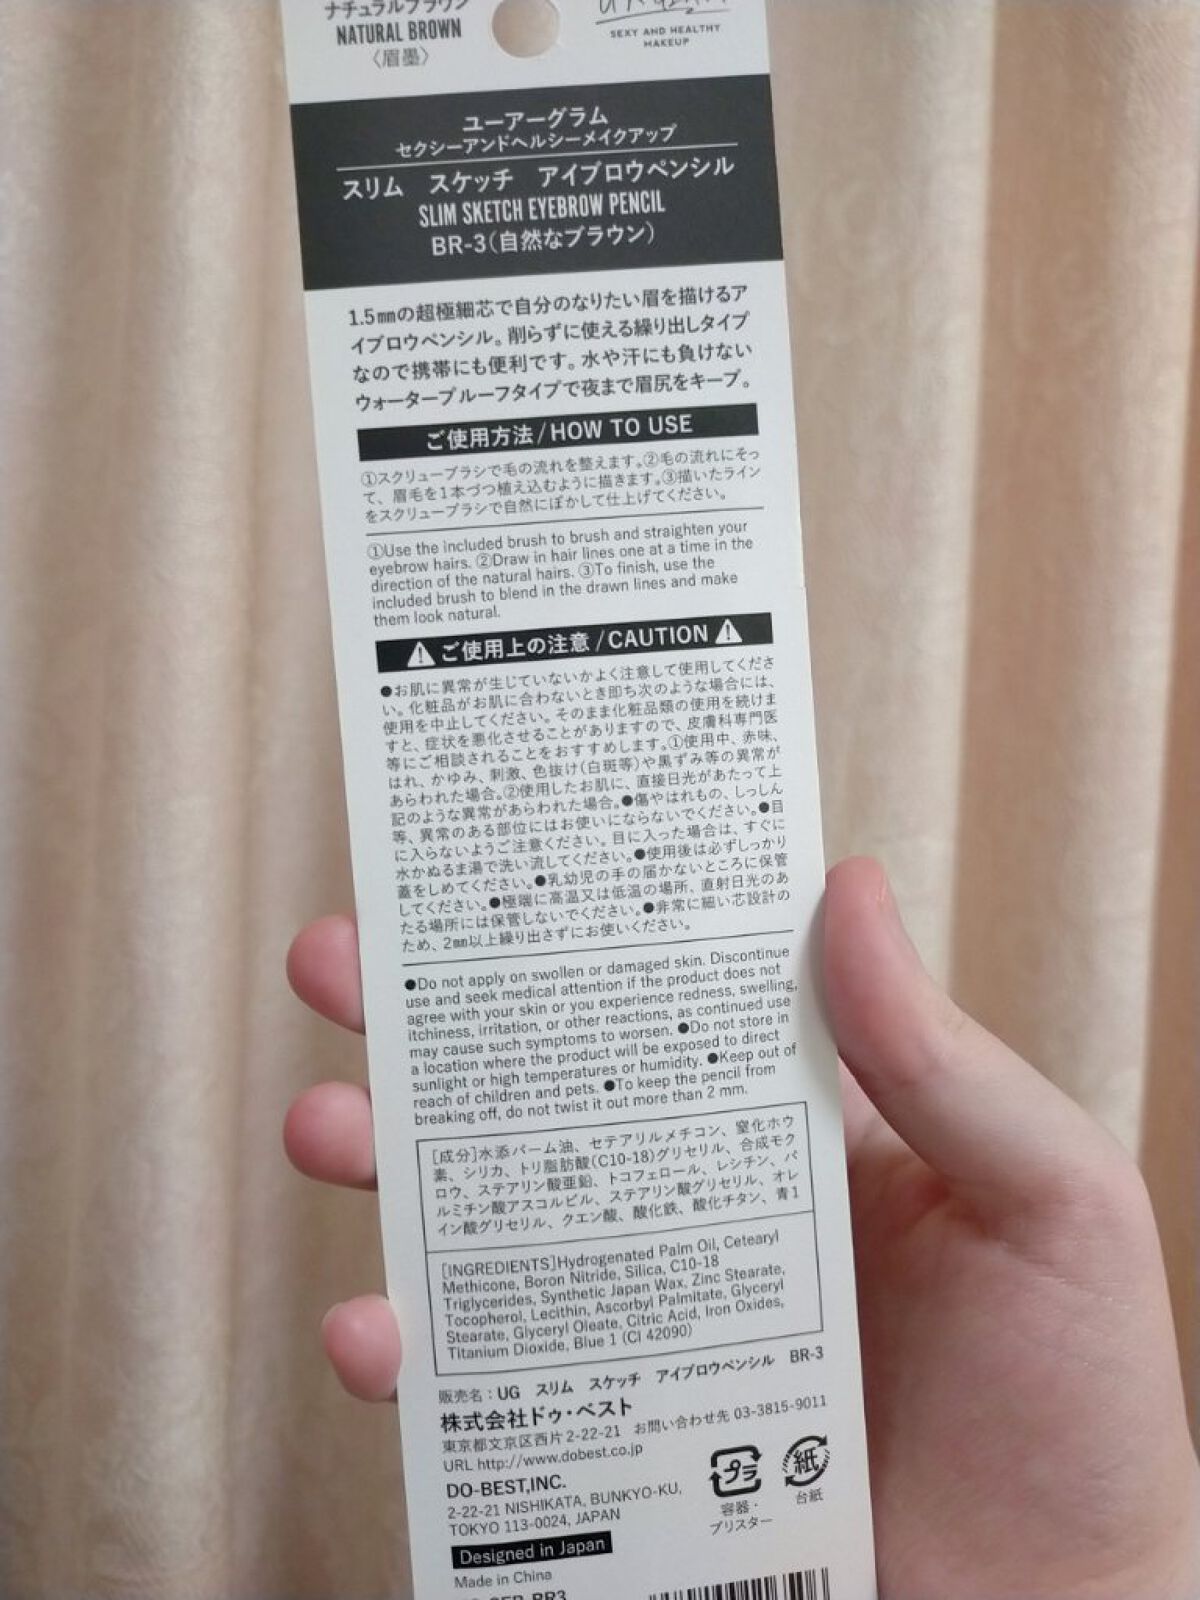 ナチュラルブラウン
NATURAL BROWN
〈眉墨〉
SEXY AND HEALTHY
MAKEUP
ユーアーグラム
セクシーアンドヘルシーメイクアップ
スリム スケッチ アイブロウペンシル
SLIM SKETCH EYEBROW PENCIL
BR-3(自然なブラウン)
1.5㎜の超極細芯で自分のなりたい眉を描けるア
イブロウペンシル。削らずに使える繰り出しタイプ
なので携帯にも便利です。水や汗にも負けない
ウォータープルーフタイプで夜まで眉尻をキープ。
ご使用方法/HOW TO USE
①スクリューブラシで毛の流れを整えます。②毛の流れにそっ
て、眉毛を1本づつ植え込むように描きます。③描いたライン
をスクリューブラシで自然にぼかして仕上げてください。
①Use the included brush to brush and straighten your
eyebrow hairs. ②Draw in hair lines one at a time in the
direction of the natural hairs. ③To finish, use the
included brush to blend in the drawn lines and make
them look natural.
ご使用上の注意/CAUTION
●お肌に異常が生じていないかよく注意して使用してくださ
い。化粧品がお肌に合わないとき即ち次のような場合には、
使用を中止してください。そのまま化粧品類の使用を続けま
すと、症状を悪化させることがありますので、皮膚科専門医
等にご相談されることをおすすめします。①使用中、赤味、
はれ、かゆみ、刺激、色抜け(白斑等)や黒ずみ等の異常が
あらわれた場合。②使用したお肌に、直接日光があたって上
記のような異常があらわれた場合。●傷やはれもの、しっしん
等、異常のある部位にはお使いにならないでください。●目
に入らないようご注意ください。目に入った場合は、すぐに
水かぬるま湯で洗い流してください。●使用後は必ずしっかり
蓋をしめてください。●乳幼児の手の届かないところに保管
してください。●極端に高温又は低温の場所、直射日光のあ
たる場所には保管しないでください。●非常に細い芯設計の
ため、2㎜以上繰り出さずにお使いください。
●Do not apply on swollen or damaged skin. Discontinue
use and seek medical attention if the product does not
agree with your skin or you experience redness, swelling,
itchiness, irritation, or other reactions, as continued use
may cause such symptoms to worsen. ●Do not store in
a location where the product will be exposed to direct
sunlight or high temperatures or humidity. ●Keep out of
reach of children and pets. ●To keep the pencil from
breaking off, do not twist it out more than 2 mm.
[成分]水添パーム油、セテアリルメチコン、窒化ホウ
素、シリカ、トリ脂肪酸(C10-18)グリセリル、合成モク
ロウ、ステアリン酸亜鉛、トコフェロール、レシチン、パ
ルミチン酸アスコルビル、ステアリン酸グリセリル、オレ
イン酸グリセリル、クエン酸、酸化鉄、酸化チタン、青1
[INGREDIENTS]Hydrogenated Palm Oil, Cetearyl
Methicone, Boron Nitride, Silica, C10-18
Triglycerides, Synthetic Japan Wax, Zinc Stearate,
Tocopherol, Lecithin, Ascorbyl Palmitate, Glyceryl
Stearate, Glyceryl Oleate, Citric Acid, Iron Oxides,
Titanium Dioxide, Blue 1 (CI 42090)
販売名:UG スリム スケッチ アイブロウペンシル BR-3
株式会社ドゥ・ベスト
東京都文京区西片2-22-21 お問い合わせ先 03-3815-9011
URL http://www.dobest.co.jp
DO-BEST,INC.
2-22-21 NISHIKATA, BUNKYO-KU,
TOKYO 113-0024, JAPAN
プラ
容器・
ブリスター
紙
台紙
Designed in Japan
Made in China